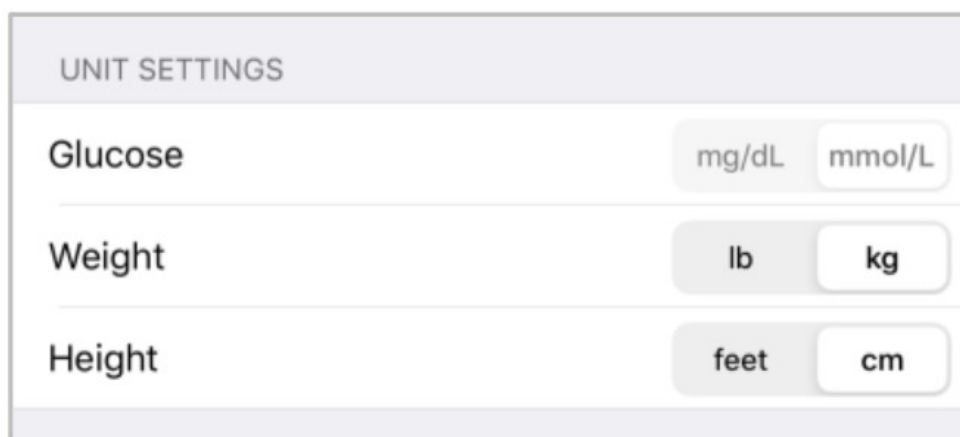 UNIT SETTINGS
Glucose mg/dL mmol/L
Weight lb kg
Height feet cm